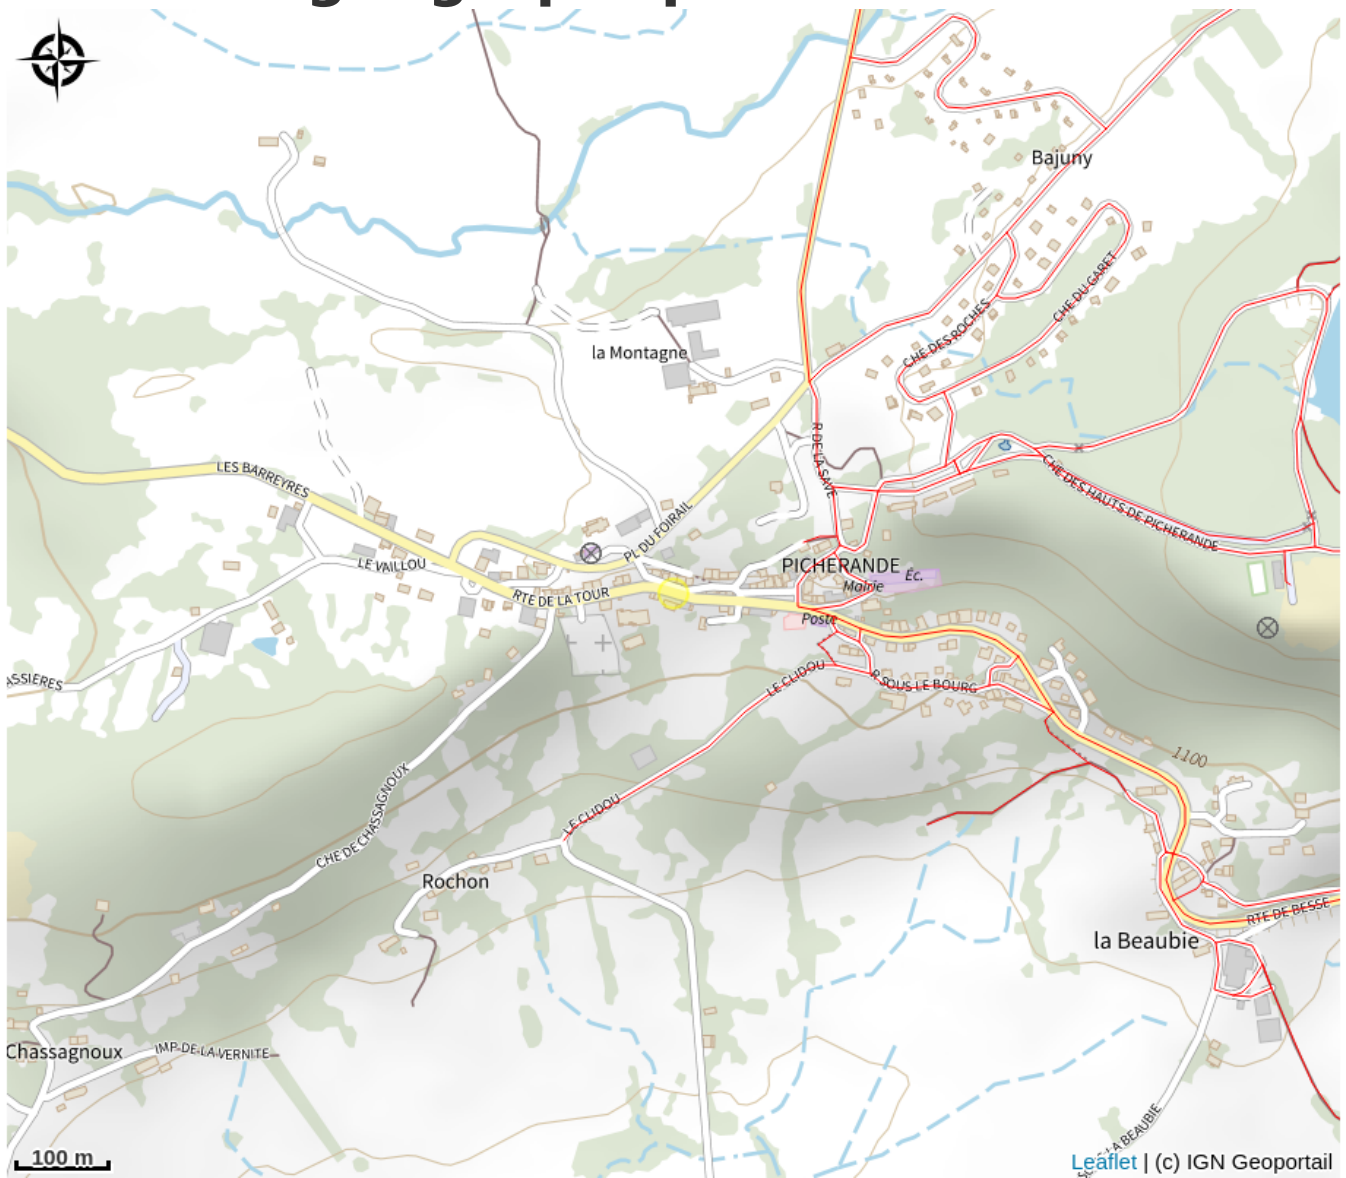 Bajuny
CHE DU GARET
CHE DES ROCHES
la Montagne
R DE LA SAVE
LES BARREYRES
CHE DES HAUTS DE PICHERANDE
PL DU FOIRAIL
LE VAILLOU
PICHERANDE
Éc.
Mairie
RTE DE LA TOUR
Poste
LE CLIDOU
R SOUS LE BOURG
ASSIERES
1100
CHE DE CHASSAGNOUX
LE CLIDOU
Rochon
RTE DE BESSE
la Beaubie
Chassagnoux
IMP DE LA VERNITE
LA BEAUBIE
100 m
Leaflet | (c) IGN Geoportail